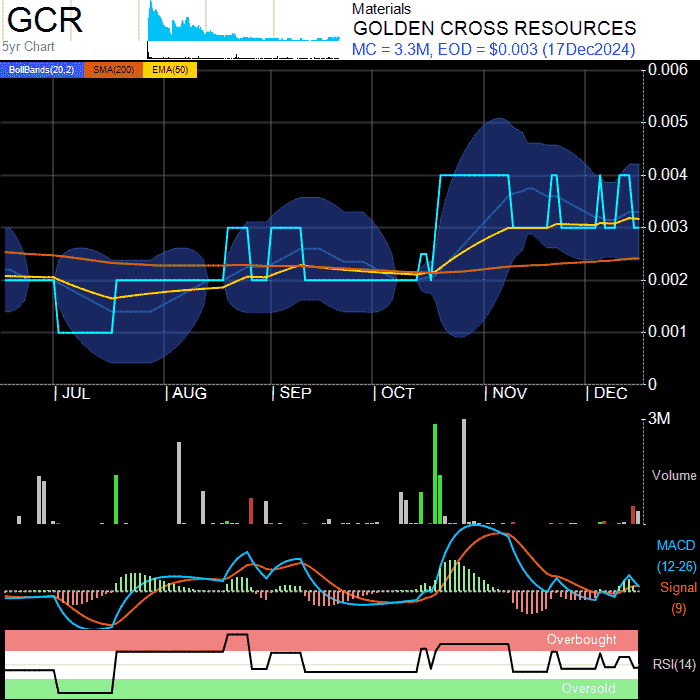 GCR
5yr Chart
Materials
GOLDEN CROSS RESOURCES
MC = 3.3M, EOD = $0.003 (17Dec2024)
BollBands(20,2) SMA(200) EMA(50)
0.006
0.005
0.004
0.003
0.002
0.001
0
JUL AUG SEP OCT NOV DEC
3M
Volume
MACD
(12-26)
Signal
(9)
Overbought
RSI(14)
Oversold